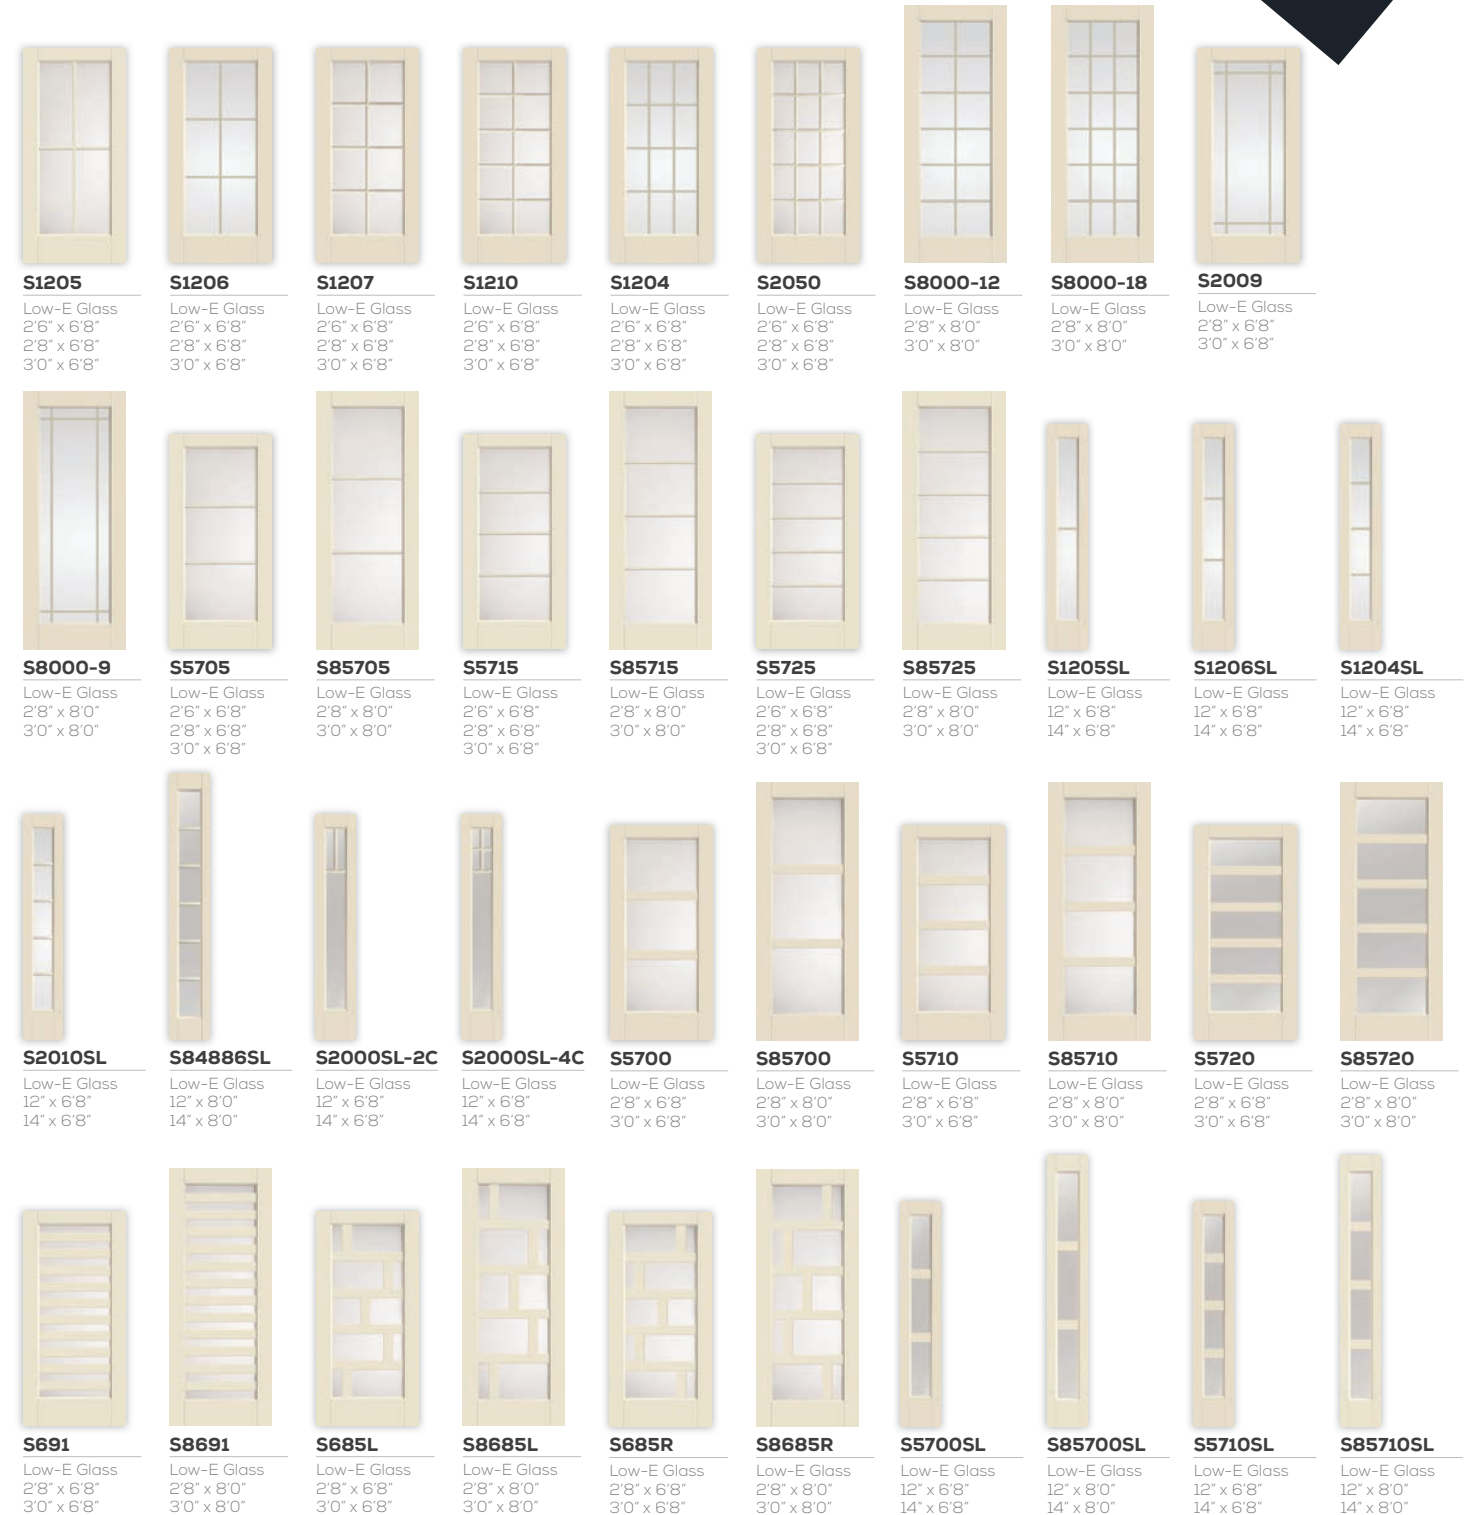 S1205
Low-E Glass
2'6" x 6'8"
2'8" x 6'8"
3'0" x 6'8"
S1206
Low-E Glass
2'6" x 6'8"
2'8" x 6'8"
3'0" x 6'8"
S1207
Low-E Glass
2'6" x 6'8"
2'8" x 6'8"
3'0" x 6'8"
S1210
Low-E Glass
2'6" x 6'8"
2'8" x 6'8"
3'0" x 6'8"
S1204
Low-E Glass
2'6" x 6'8"
2'8" x 6'8"
3'0" x 6'8"
S2050
Low-E Glass
2'6" x 6'8"
2'8" x 6'8"
3'0" x 6'8"
S8000-12
Low-E Glass
2'8" x 8'0"
3'0" x 8'0"
S8000-18
Low-E Glass
2'8" x 8'0"
3'0" x 8'0"
S2009
Low-E Glass
2'8" x 6'8"
3'0" x 6'8"
S8000-9
Low-E Glass
2'8" x 8'0"
3'0" x 8'0"
S5705
Low-E Glass
2'6" x 6'8"
2'8" x 6'8"
3'0" x 6'8"
S85705
Low-E Glass
2'8" x 8'0"
3'0" x 8'0"
S5715
Low-E Glass
2'6" x 6'8"
2'8" x 6'8"
3'0" x 6'8"
S85715
Low-E Glass
2'8" x 8'0"
3'0" x 8'0"
S5725
Low-E Glass
2'6" x 6'8"
2'8" x 6'8"
3'0" x 6'8"
S85725
Low-E Glass
2'8" x 8'0"
3'0" x 8'0"
S1205SL
Low-E Glass
12" x 6'8"
14" x 6'8"
S1206SL
Low-E Glass
12" x 6'8"
14" x 6'8"
S1204SL
Low-E Glass
12" x 6'8"
14" x 6'8"
S2010SL
Low-E Glass
12" x 6'8"
14" x 6'8"
S84886SL
Low-E Glass
12" x 8'0"
14" x 8'0"
S2000SL-2C
Low-E Glass
12" x 6'8"
14" x 6'8"
S2000SL-4C
Low-E Glass
12" x 6'8"
14" x 6'8"
S5700
Low-E Glass
2'8" x 6'8"
3'0" x 6'8"
S85700
Low-E Glass
2'8" x 8'0"
3'0" x 8'0"
S5710
Low-E Glass
2'8" x 6'8"
3'0" x 6'8"
S85710
Low-E Glass
2'8" x 8'0"
3'0" x 8'0"
S5720
Low-E Glass
2'8" x 6'8"
3'0" x 6'8"
S85720
Low-E Glass
2'8" x 8'0"
3'0" x 8'0"
S691
Low-E Glass
2'8" x 6'8"
3'0" x 6'8"
S8691
Low-E Glass
2'8" x 8'0"
3'0" x 8'0"
S685L
Low-E Glass
2'8" x 6'8"
3'0" x 6'8"
S8685L
Low-E Glass
2'8" x 8'0"
3'0" x 8'0"
S685R
Low-E Glass
2'8" x 6'8"
3'0" x 6'8"
S8685R
Low-E Glass
2'8" x 8'0"
3'0" x 8'0"
S5700SL
Low-E Glass
12" x 6'8"
14" x 6'8"
S85700SL
Low-E Glass
12" x 8'0"
14" x 8'0"
S5710SL
Low-E Glass
12" x 6'8"
14" x 6'8"
S85710SL
Low-E Glass
12" x 8'0"
14" x 8'0"